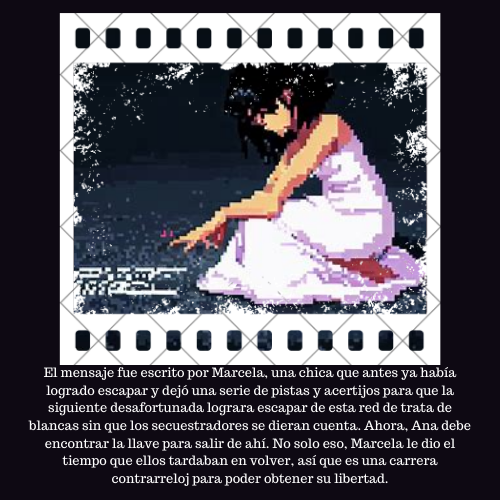 El mensaje fue escrito por Marcela, una chica que antes ya había
logrado escapar y dejó una serie de pistas y acertijos para que la
siguiente desafortunada lograra escapar de esta red de trata de
blancas sin que los secuestradores se dieran cuenta. Ahora, Ana debe
encontrar la llave para salir de ahí. No solo eso, Marcela le dio el
tiempo que ellos tardaban en volver, así que es una carrera
contrarreloj para poder obtener su libertad.